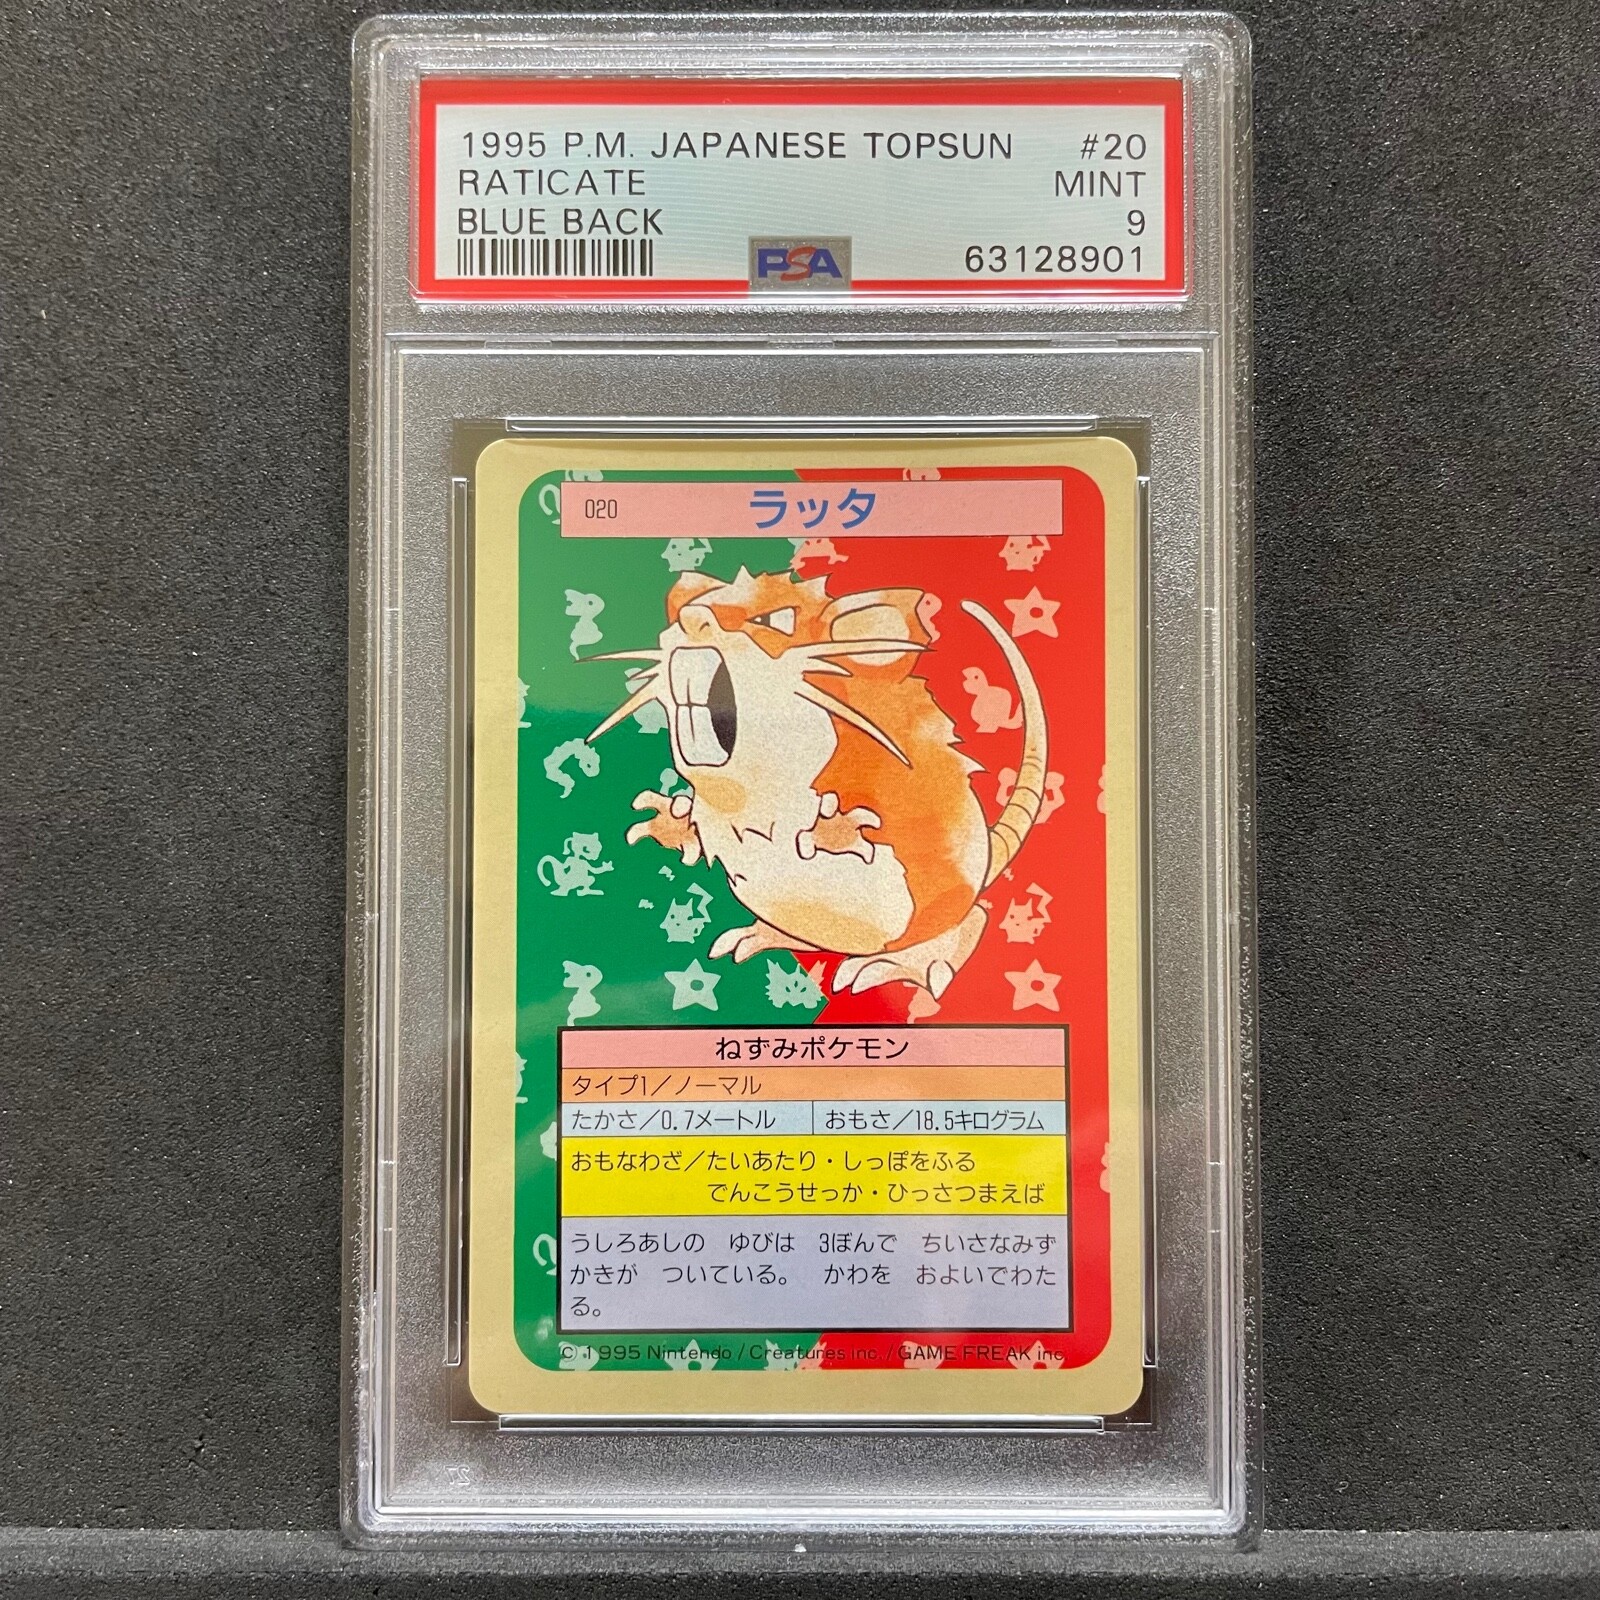 1995 P.M. JAPANESE TOPSUN #20
RATICATE MINT
BLUE BACK 9
PSA 63128901
020 ラッタ
ねずみポケモン
タイプ1/ノーマル
たかさ/0.7メートル おもさ/18.5キログラム
おもなわざ/たいあたり・しっぽをふる
でんこうせっか・ひっさつまえば
うしろあしの ゆびは 3ぼんで ちいさなみず
かきが ついている。 かわを およいでわた
る。
© 1995 Nintendo / Creatures inc. / GAME FREAK inc